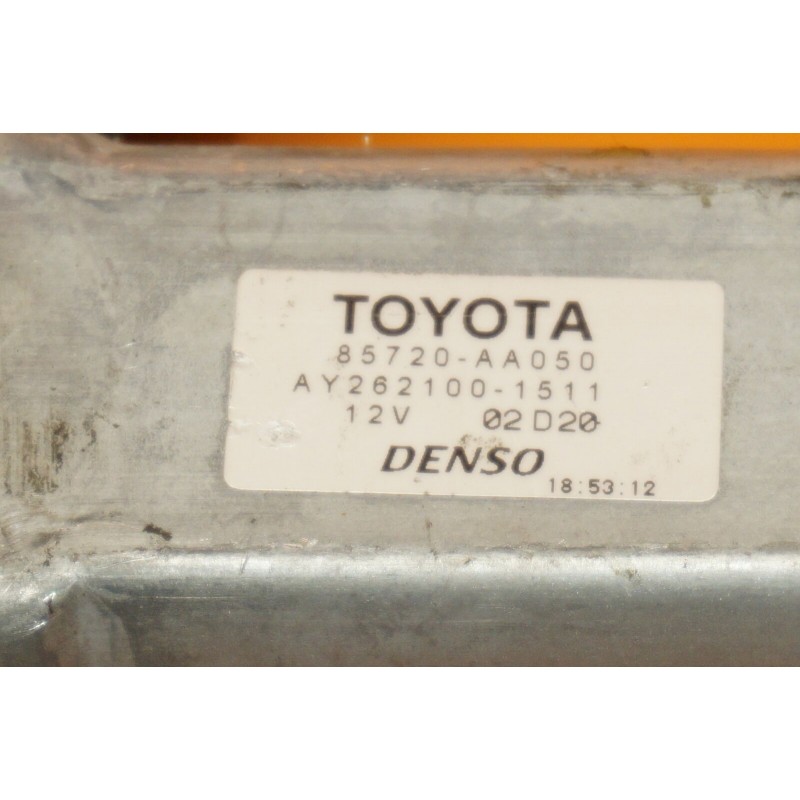 TOYOTA
85720-AA050
AY262100-1511
12V 02D20
DENSO
18:53:12